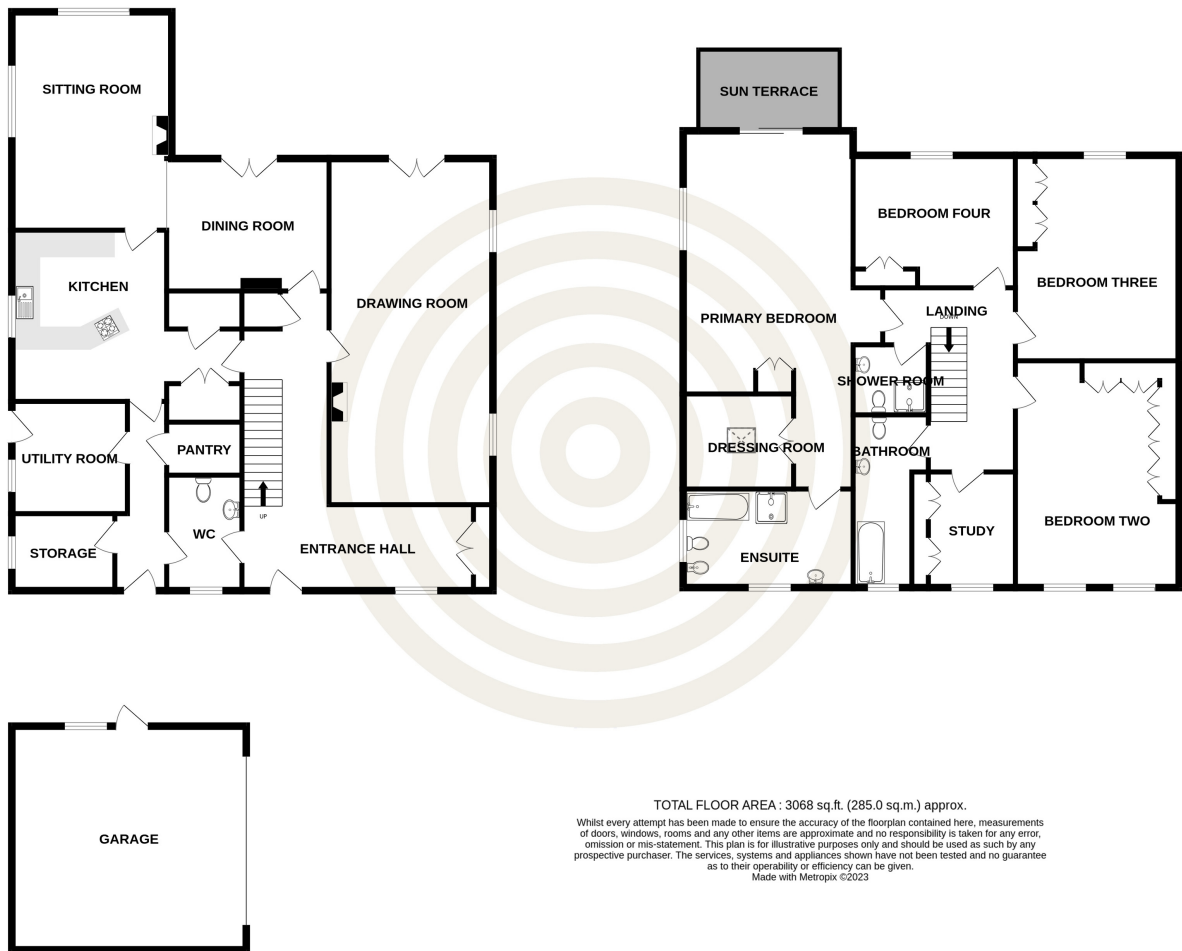 SITTING ROOM
DINING ROOM
KITCHEN
DRAWING ROOM
PANTRY
UTILITY ROOM
UP
WC
STORAGE
ENTRANCE HALL
SUN TERRACE
BEDROOM FOUR
BEDROOM THREE
LANDING
DOWN
PRIMARY BEDROOM
SHOWER ROOM
DRESSING ROOM
BATHROOM
BEDROOM TWO
STUDY
ENSUITE
GARAGE
TOTAL FLOOR AREA : 3068 sq.ft. (285.0 sq.m.) approx.
Whilst every attempt has been made to ensure the accuracy of the floorplan contained here, measurements
of doors, windows, rooms and any other items are approximate and no responsibility is taken for any error,
omission or mis-statement. This plan is for illustrative purposes only and should be used as such by any
prospective purchaser. The services, systems and appliances shown have not been tested and no guarantee
as to their operability or efficiency can be given.
Made with Metropix ©2023